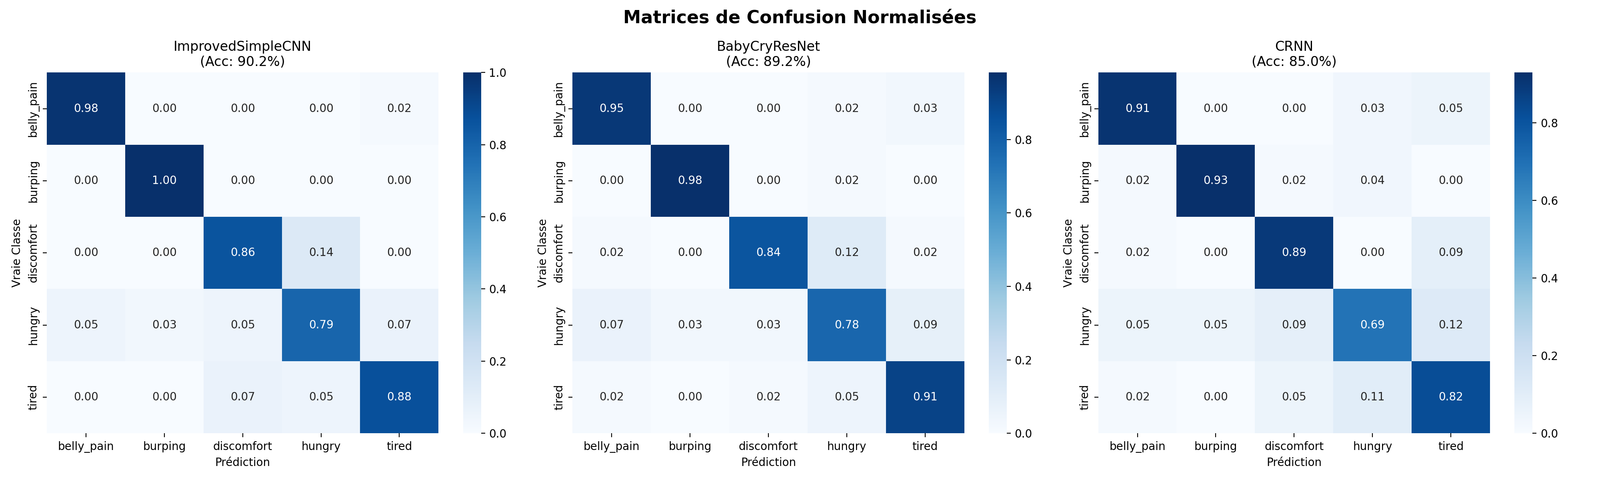 Matrices de Confusion Normalisées
ImprovedSimpleCNN
(Acc: 90.2%)
1.0
0.8
0.6
0.4
0.2
0.0
Vraie Classe
belly_pain 0.98 0.00 0.00 0.00 0.02
burping 0.00 1.00 0.00 0.00 0.00
discomfort 0.00 0.00 0.86 0.14 0.00
hungry 0.05 0.03 0.05 0.79 0.07
tired 0.00 0.00 0.07 0.05 0.88
belly_pain burping discomfort hungry tired
Prédiction
BabyCryResNet
(Acc: 89.2%)
0.8
0.6
0.4
0.2
0.0
Vraie Classe
belly_pain 0.95 0.00 0.00 0.02 0.03
burping 0.00 0.98 0.00 0.02 0.00
discomfort 0.02 0.00 0.84 0.12 0.02
hungry 0.07 0.03 0.03 0.78 0.09
tired 0.02 0.00 0.02 0.05 0.91
belly_pain burping discomfort hungry tired
Prédiction
CRNN
(Acc: 85.0%)
0.8
0.6
0.4
0.2
0.0
Vraie Classe
belly_pain 0.91 0.00 0.00 0.03 0.05
burping 0.02 0.93 0.02 0.04 0.00
discomfort 0.02 0.00 0.89 0.00 0.09
hungry 0.05 0.05 0.09 0.69 0.12
tired 0.02 0.00 0.05 0.11 0.82
belly_pain burping discomfort hungry tired
Prédiction